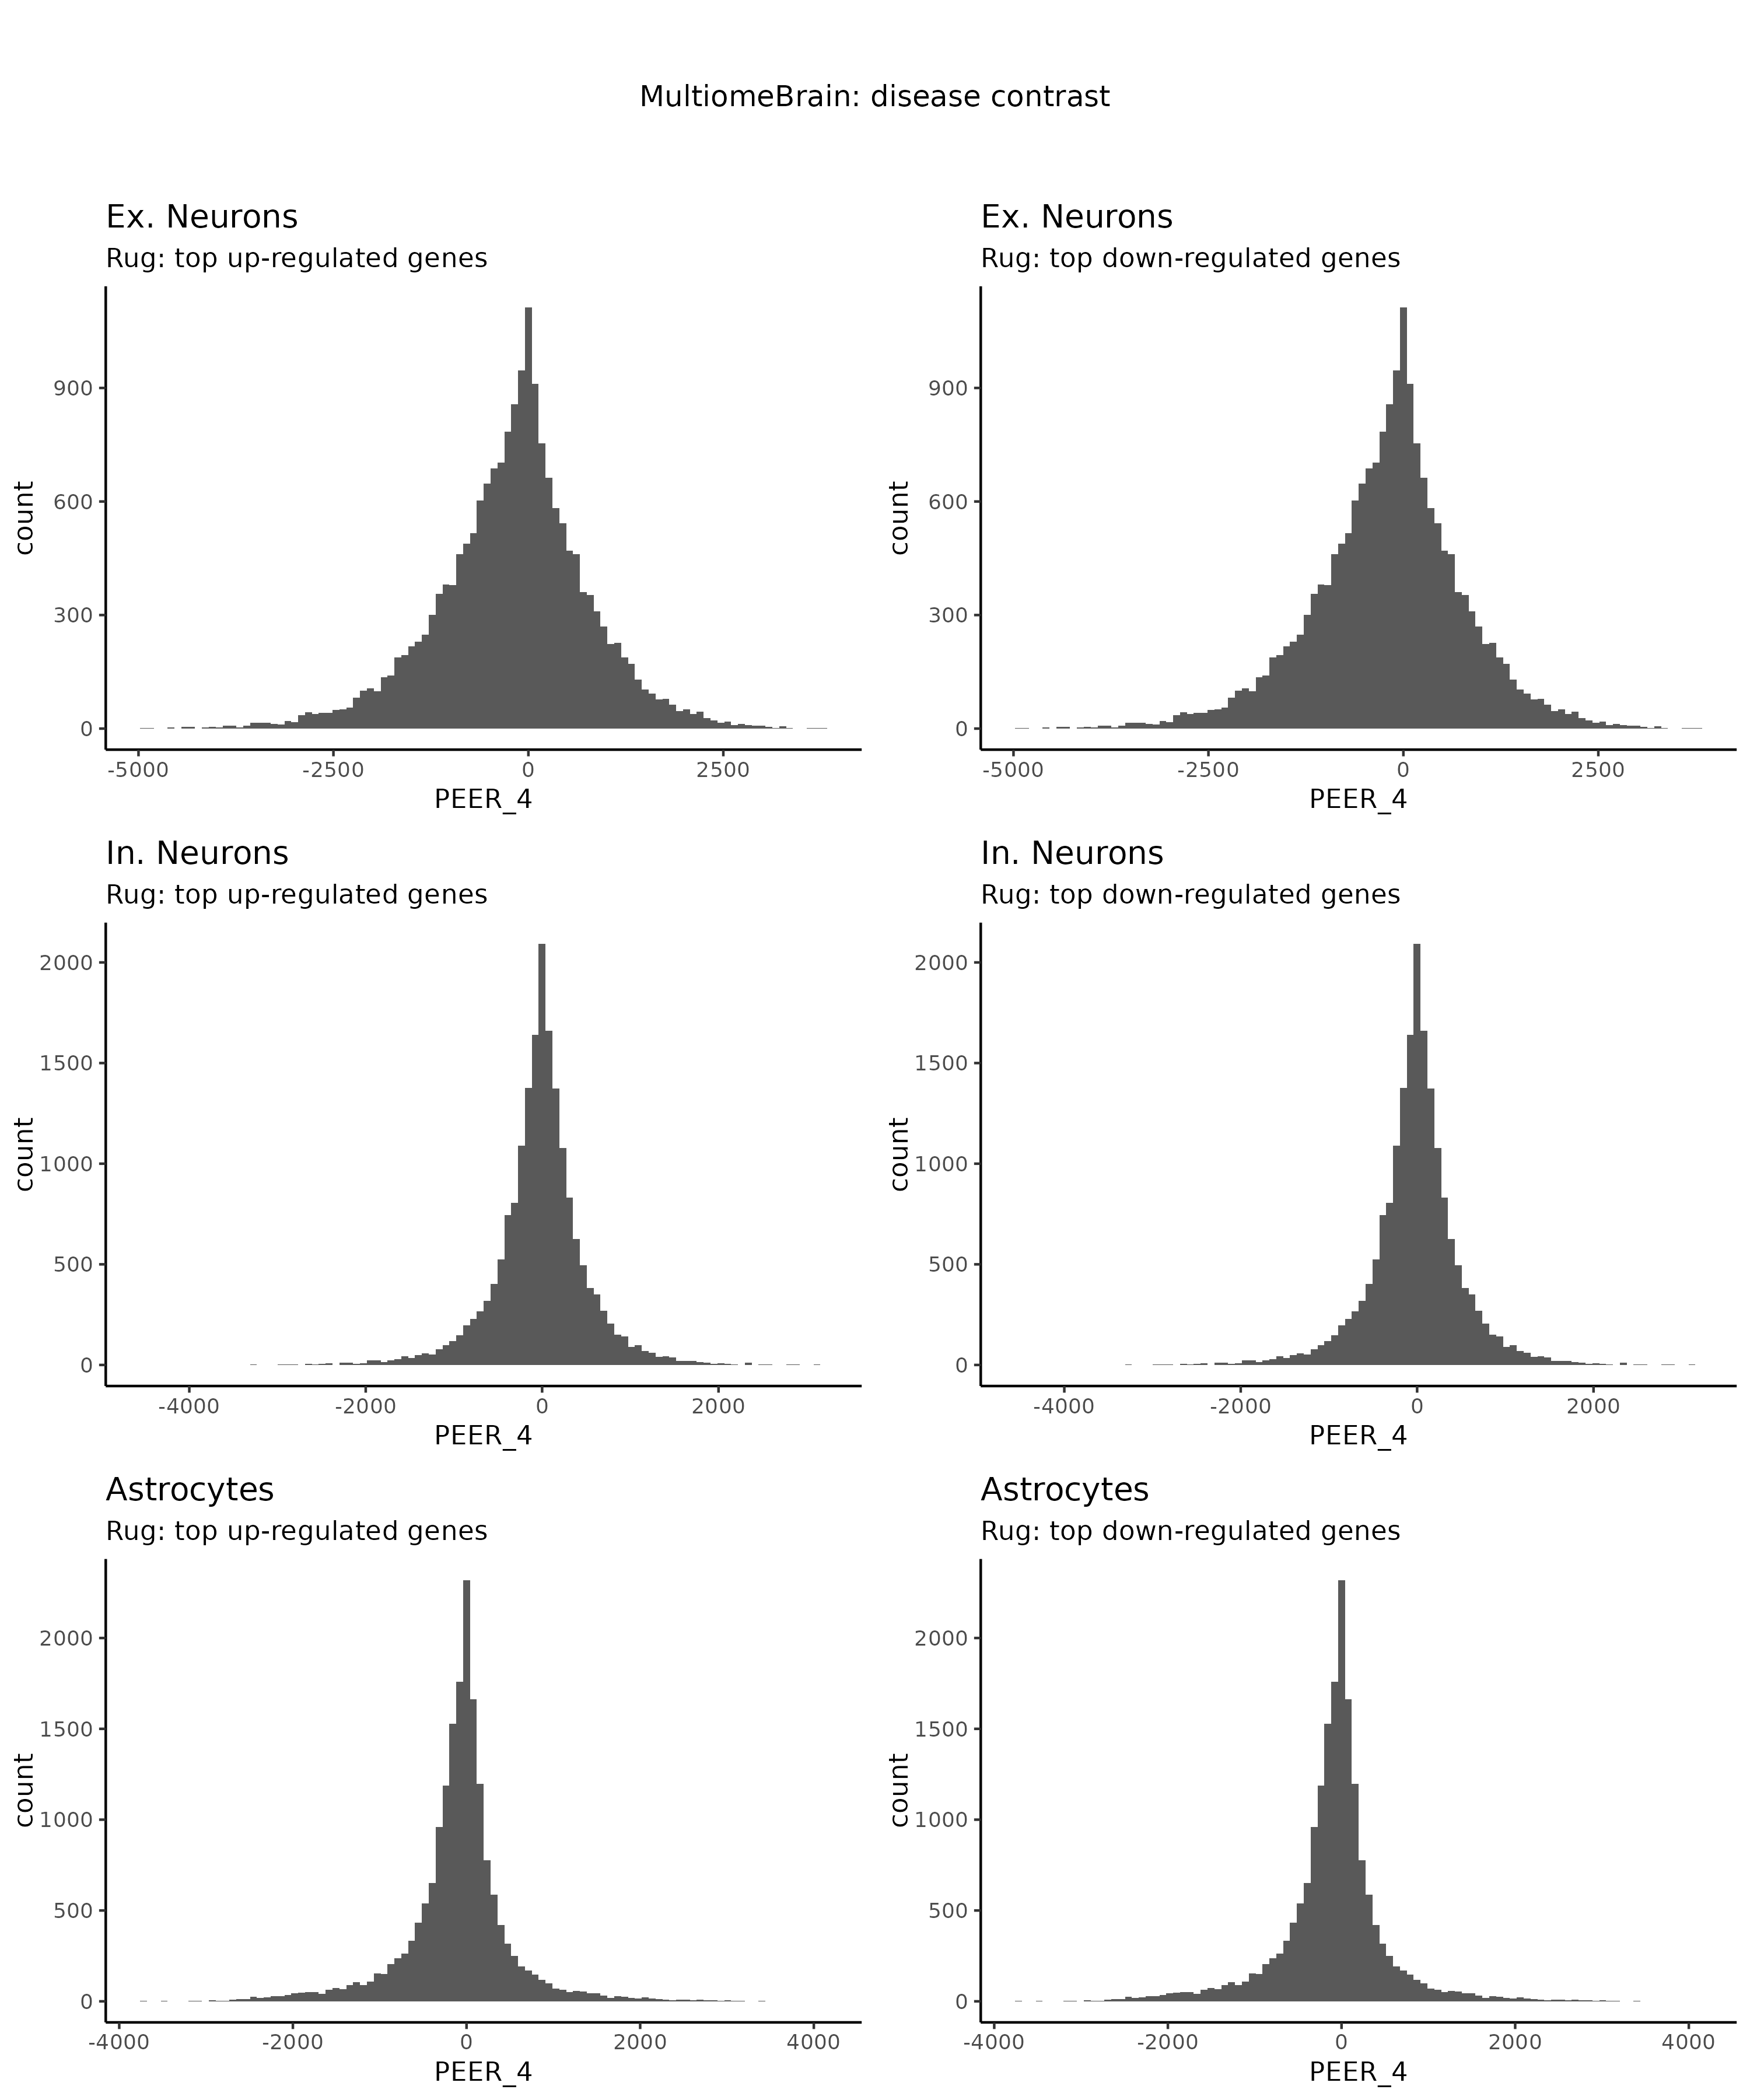 MultiomeBrain: disease contrast
Ex. Neurons
Rug: top up-regulated genes
count
900
600
300
0
-5000 -2500 0 2500
PEER_4
Ex. Neurons
Rug: top down-regulated genes
count
900
600
300
0
-5000 -2500 0 2500
PEER_4
In. Neurons
Rug: top up-regulated genes
count
2000
1500
1000
500
0
-4000 -2000 0 2000
PEER_4
In. Neurons
Rug: top down-regulated genes
count
2000
1500
1000
500
0
-4000 -2000 0 2000
PEER_4
Astrocytes
Rug: top up-regulated genes
count
2000
1500
1000
500
0
-4000 -2000 0 2000 4000
PEER_4
Astrocytes
Rug: top down-regulated genes
count
2000
1500
1000
500
0
-4000 -2000 0 2000 4000
PEER_4